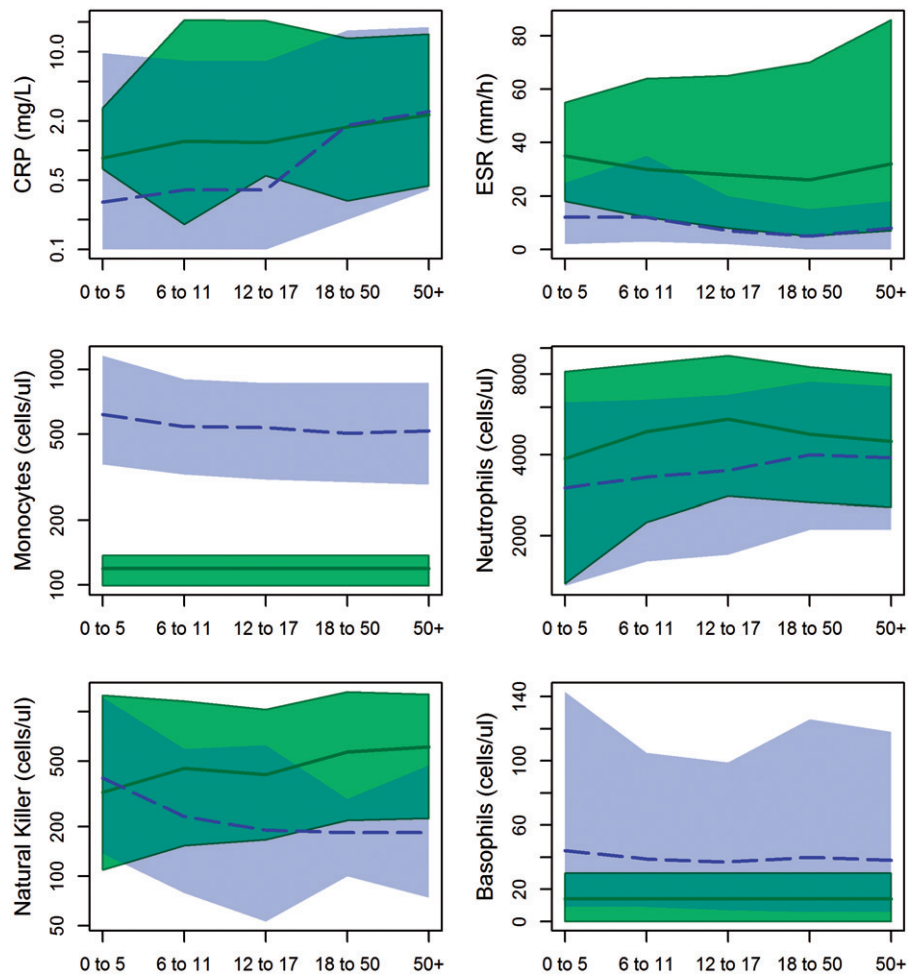 CRP (mg/L)
10.0
2.0
0.5
0.1
0 to 5 6 to 11 12 to 17 18 to 50 50+
ESR (mm/h)
80
60
40
20
0
0 to 5 6 to 11 12 to 17 18 to 50 50+
Monocytes (cells/ul)
1000
500
200
100
0 to 5 6 to 11 12 to 17 18 to 50 50+
Neutrophils (cells/ul)
8000
4000
2000
0 to 5 6 to 11 12 to 17 18 to 50 50+
Natural Killer (cells/ul)
500
200
100
50
0 to 5 6 to 11 12 to 17 18 to 50 50+
Basophils (cells/ul)
140
100
60
20
0
0 to 5 6 to 11 12 to 17 18 to 50 50+